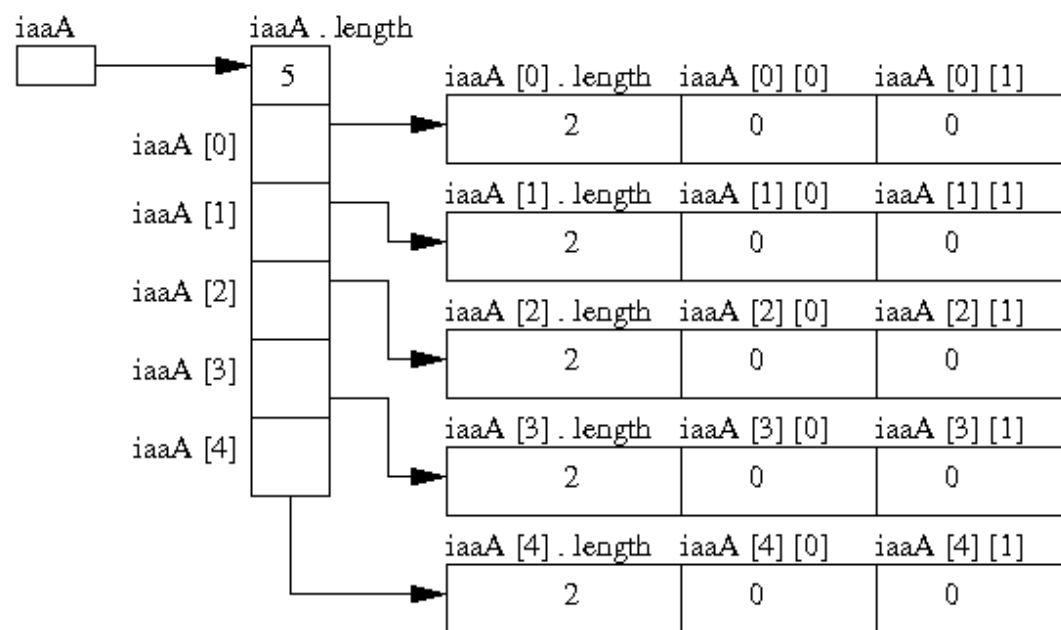 iaaA iaaA . length
5
iaaA [0] . length iaaA [0] [0] iaaA [0] [1]
2 0 0
iaaA [0]
iaaA [1] . length iaaA [1] [0] iaaA [1] [1]
iaaA [1]
2 0 0
iaaA [2]
iaaA [2] . length iaaA [2] [0] iaaA [2] [1]
2 0 0
iaaA [3]
iaaA [3] . length iaaA [3] [0] iaaA [3] [1]
iaaA [4]
2 0 0
iaaA [4] . length iaaA [4] [0] iaaA [4] [1]
2 0 0